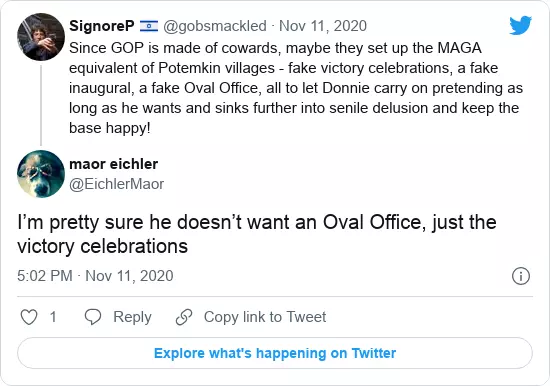 SignoreP 🇮🇱 @gobsmackled · Nov 11, 2020
Since GOP is made of cowards, maybe they set up the MAGA
equivalent of Potemkin villages - fake victory celebrations, a fake
inaugural, a fake Oval Office, all to let Donnie carry on pretending as
long as he wants and sinks further into senile delusion and keep the
base happy!
maor eichler
@EichlerMaor
I’m pretty sure he doesn’t want an Oval Office, just the
victory celebrations
5:02 PM · Nov 11, 2020
1 Reply Copy link to Tweet
Explore what's happening on Twitter